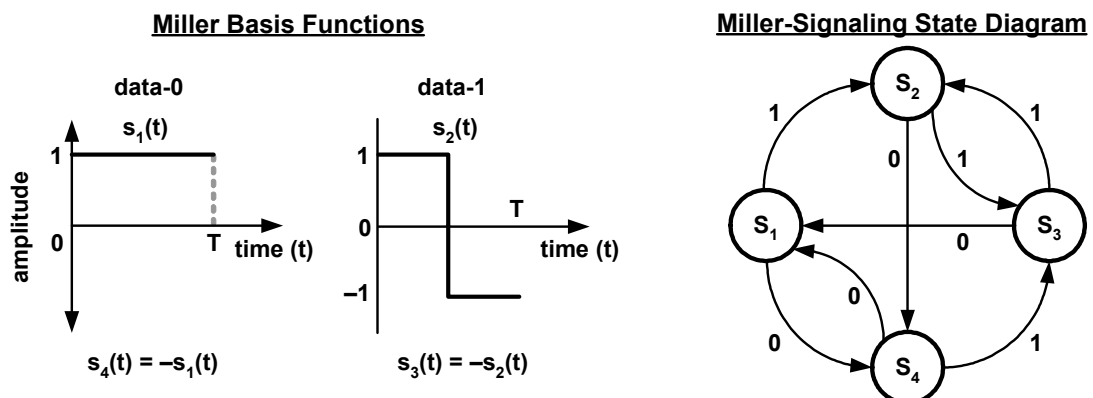 Miller Basis Functions
data-0
data-1
s₁(t)
s₂(t)
amplitude
1
0
T
time (t)
1
0
–1
T
time (t)
s₄(t) = –s₁(t)
s₃(t) = –s₂(t)
Miller-Signaling State Diagram
S₂
1
1
0
1
S₁
S₃
0
0
0
1
S₄